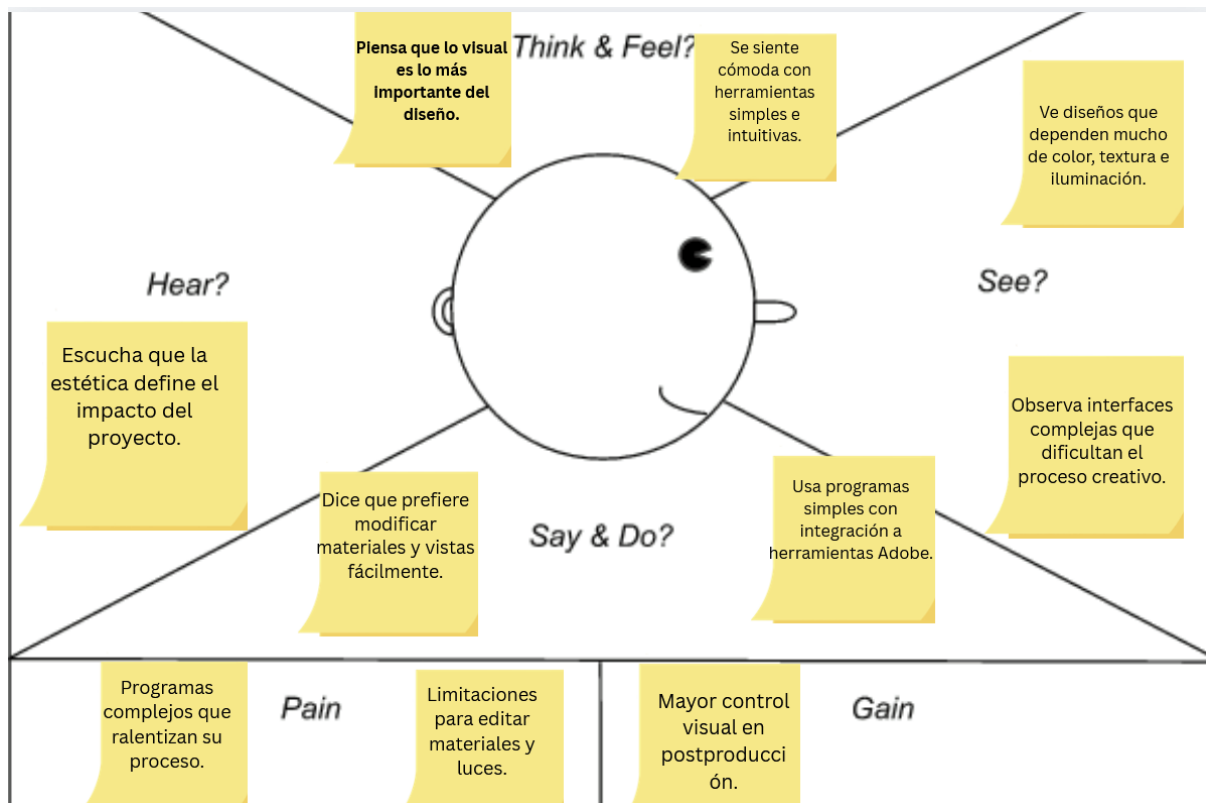 Piensa que lo visual
es lo más
importante del
diseño.
Think & Feel?
Se siente
cómoda con
herramientas
simples e
intuitivas.
Ve diseños que
dependen mucho
de color, textura e
iluminación.
Hear?
See?
Escucha que la
estética define el
impacto del
proyecto.
Observa interfaces
complejas que
dificultan el
proceso creativo.
Dice que prefiere
modificar
materiales y vistas
fácilmente.
Say & Do?
Usa programas
simples con
integración a
herramientas Adobe.
Programas
complejos que
ralentizan su
proceso.
Pain
Limitaciones
para editar
materiales y
luces.
Mayor control
visual en
postproducci
ón.
Gain